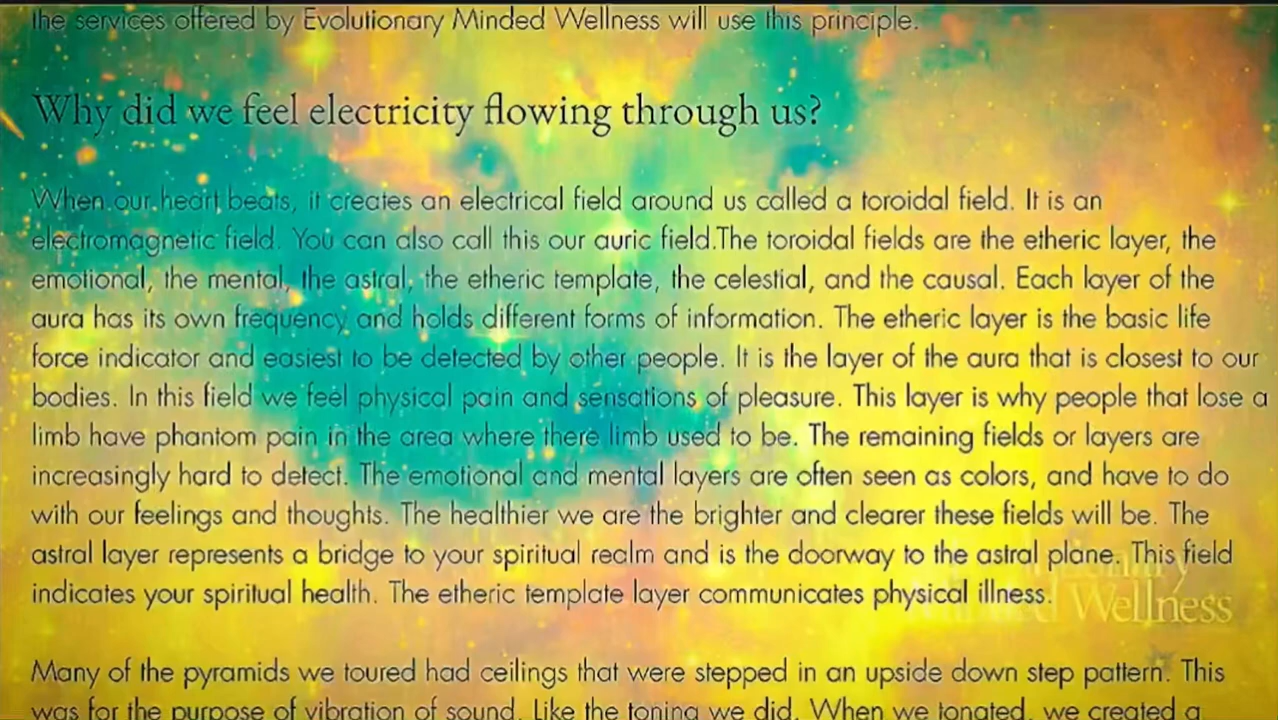 the services offered by Evolutionary Minded Wellness will use this principle.
Why did we feel electricity flowing through us?
When our heart beats, it creates an electrical field around us called a toroidal field. It is an
electromagnetic field. You can also call this our auric field.The toroidal fields are the etheric layer, the
emotional, the mental, the astral, the etheric template, the celestial, and the causal. Each layer of the
aura has its own frequency and holds different forms of information. The etheric layer is the basic life
force indicator and easiest to be detected by other people. It is the layer of the aura that is closest to our
bodies. In this field we feel physical pain and sensations of pleasure. This layer is why people that lose a
limb have phantom pain in the area where there limb used to be. The remaining fields or layers are
increasingly hard to detect. The emotional and mental layers are often seen as colors, and have to do
with our feelings and thoughts. The healthier we are the brighter and clearer these fields will be. The
astral layer represents a bridge to your spiritual realm and is the doorway to the astral plane. This field
indicates your spiritual health. The etheric template layer communicates physical illness.
Wellness
Many of the pyramids we toured had ceilings that were stepped in an upside down step pattern. This
was for the purpose of vibration of sound. Like the toning we did. When we tonated, we created a